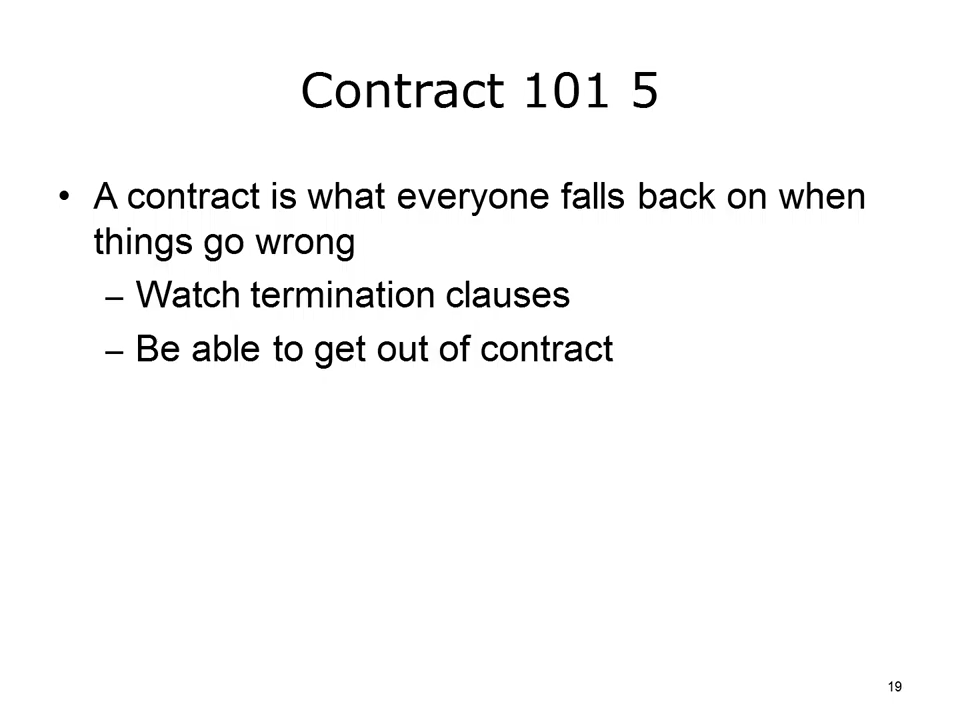 Contract 101 5
• A contract is what everyone falls back on when
things go wrong
– Watch termination clauses
– Be able to get out of contract
19